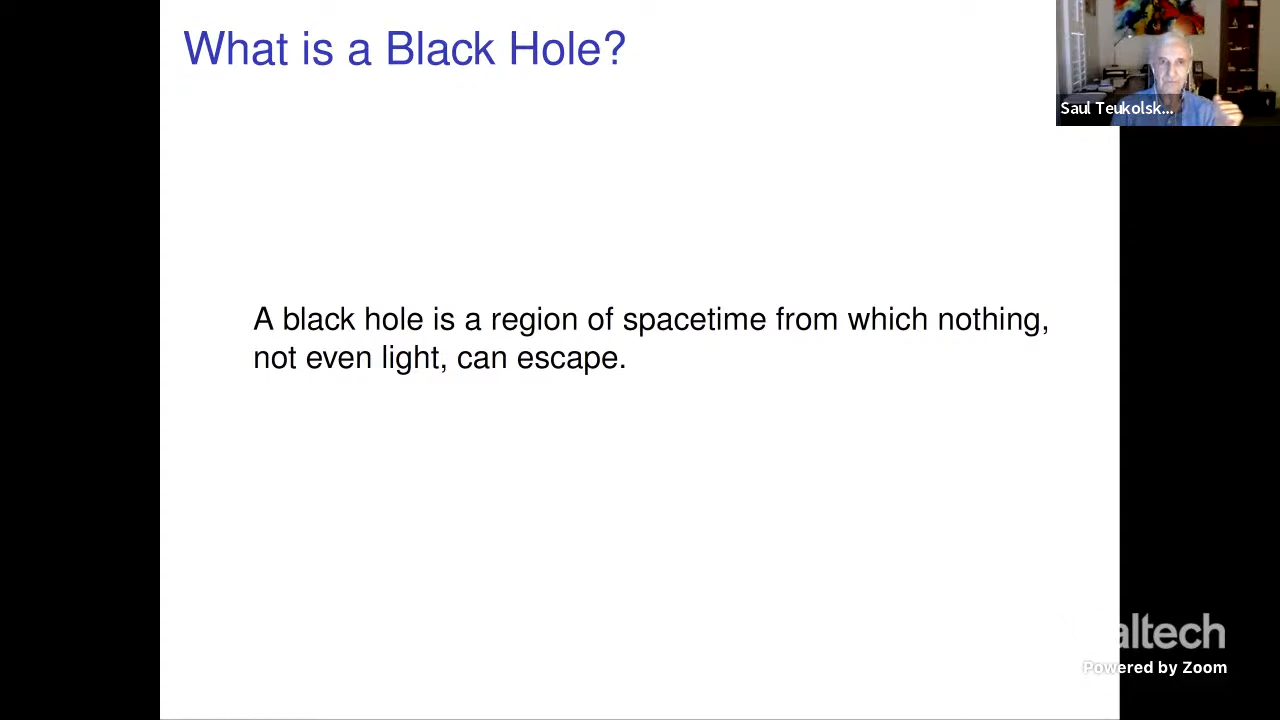 What is a Black Hole?
Saul Teukolsk...
A black hole is a region of spacetime from which nothing,
not even light, can escape.
altech
Powered by Zoom